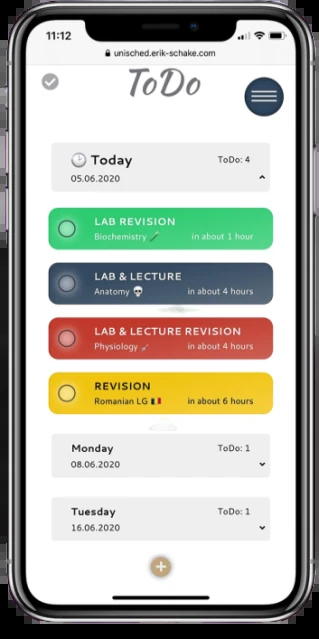 11:12
unisched.erik-schake.com
ToDo
Today ToDo: 4
05.06.2020
LAB REVISION
Biochemistry in about 1 hour
LAB & LECTURE
Anatomy in about 4 hours
LAB & LECTURE REVISION
Physiology in about 4 hours
REVISION
Romanian LG in about 6 hours
Monday ToDo: 1
08.06.2020
Tuesday ToDo: 1
16.06.2020